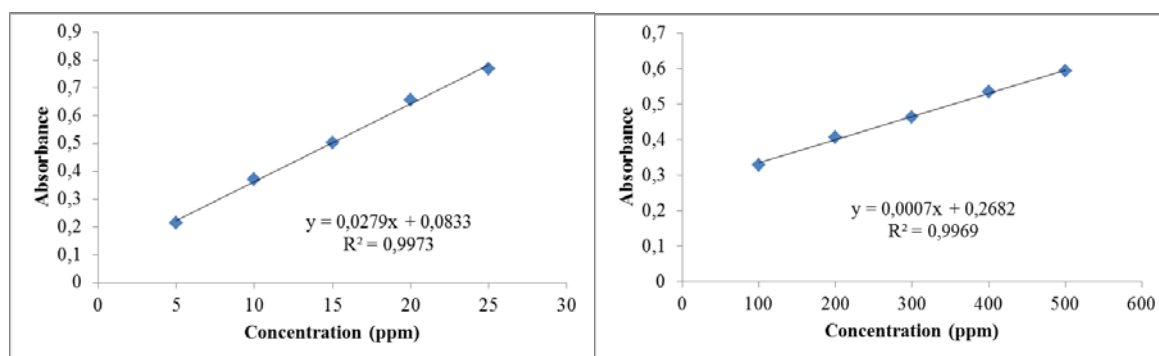 0,9
0,8
0,7
0,6
0,5
0,4
0,3
0,2
0,1
0
Absorbance
y = 0,0279x + 0,0833
R² = 0,9973
0 5 10 15 20 25 30
Concentration (ppm)
0,7
0,6
0,5
0,4
0,3
0,2
0,1
0
Absorbance
y = 0,0007x + 0,2682
R² = 0,9969
0 100 200 300 400 500 600
Concentration (ppm)